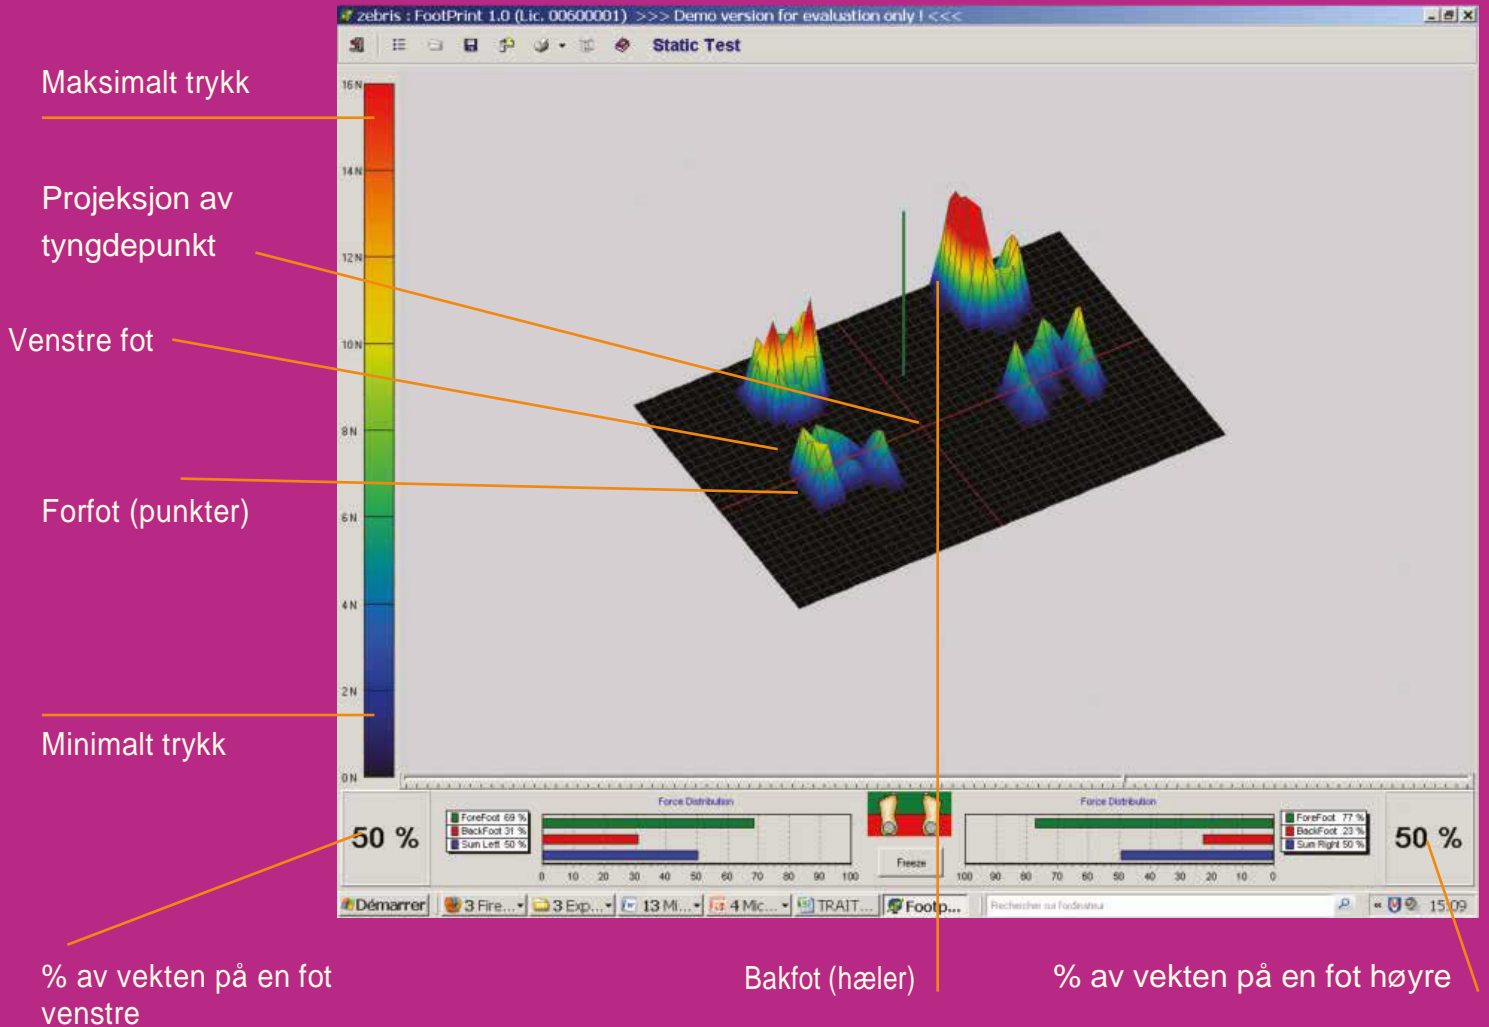 zebris : FootPrint 1.0 (Lic. 00600001) >>> Demo version for evaluation only ! <<<
Static Test
Maksimalt trykk
Projeksjon av
tyngdepunkt
Venstre fot
Forfot (punkter)
Minimalt trykk
16 N
14 N
12 N
10 N
8 N
6 N
4 N
2 N
0 N
50 %
ForeFoot 69 %
BackFoot 31 %
Sum Left 50 %
Force Distribution
0 10 20 30 40 50 60 70 80 90 100
Freeze
Force Distribution
100 90 80 70 60 50 40 30 20 10 0
ForeFoot 77 %
BackFoot 23 %
Sum Right 50 %
50 %
Démarrer
3 Fire...
3 Exp...
13 Mi...
4 Mic...
TRAIT...
Footp...
Rechercher sur l'ordinateur
15:09
% av vekten på en fot
venstre
Bakfot (hæler)
% av vekten på en fot høyre